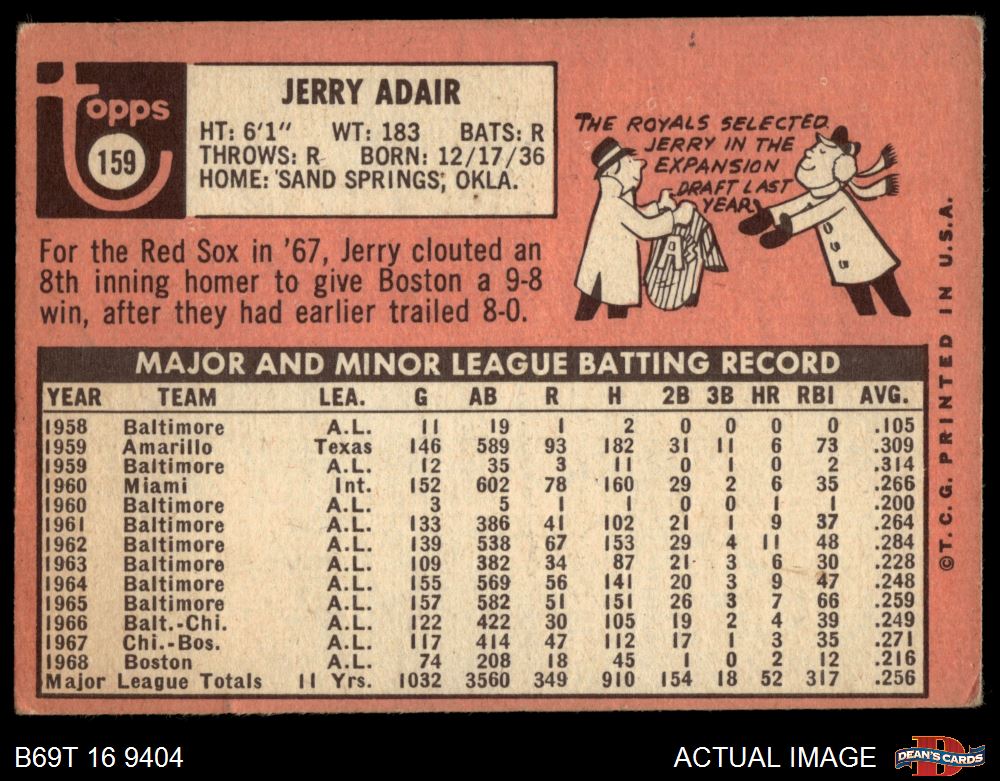 Topps
159
JERRY ADAIR
HT: 6'1" WT: 183 BATS: R
THROWS: R BORN: 12/17/36
HOME: SAND SPRINGS, OKLA.
THE ROYALS SELECTED
JERRY IN THE
EXPANSION
DRAFT LAST
YEAR
A's
For the Red Sox in '67, Jerry clouted an
8th inning homer to give Boston a 9-8
win, after they had earlier trailed 8-0.
MAJOR AND MINOR LEAGUE BATTING RECORD
YEAR TEAM LEA. G AB R H 2B 3B HR RBI AVG.
1958 Baltimore A.L. 11 19 1 2 0 0 0 0 .105
1959 Amarillo Texas 146 589 93 182 31 11 6 73 .309
1959 Baltimore A.L. 12 35 3 11 0 1 0 2 .314
1960 Miami Int. 152 602 78 160 29 2 6 35 .266
1960 Baltimore A.L. 3 5 1 1 0 0 1 1 .200
1961 Baltimore A.L. 133 386 41 102 21 1 9 37 .264
1962 Baltimore A.L. 139 538 67 153 29 4 11 48 .284
1963 Baltimore A.L. 109 382 34 87 21 3 6 30 .228
1964 Baltimore A.L. 155 569 56 141 20 3 9 47 .248
1965 Baltimore A.L. 157 582 51 151 26 3 7 66 .259
1966 Balt.-Chi. A.L. 122 422 30 105 19 2 4 39 .249
1967 Chi.-Bos. A.L. 117 414 47 112 17 1 3 35 .271
1968 Boston A.L. 74 208 18 45 1 0 2 12 .216
Major League Totals 11 Yrs. 1032 3560 349 910 154 18 52 317 .256
©T. C. G. PRINTED IN U.S.A.
B69T 16 9404
ACTUAL IMAGE
D
DEAN'S CARDS